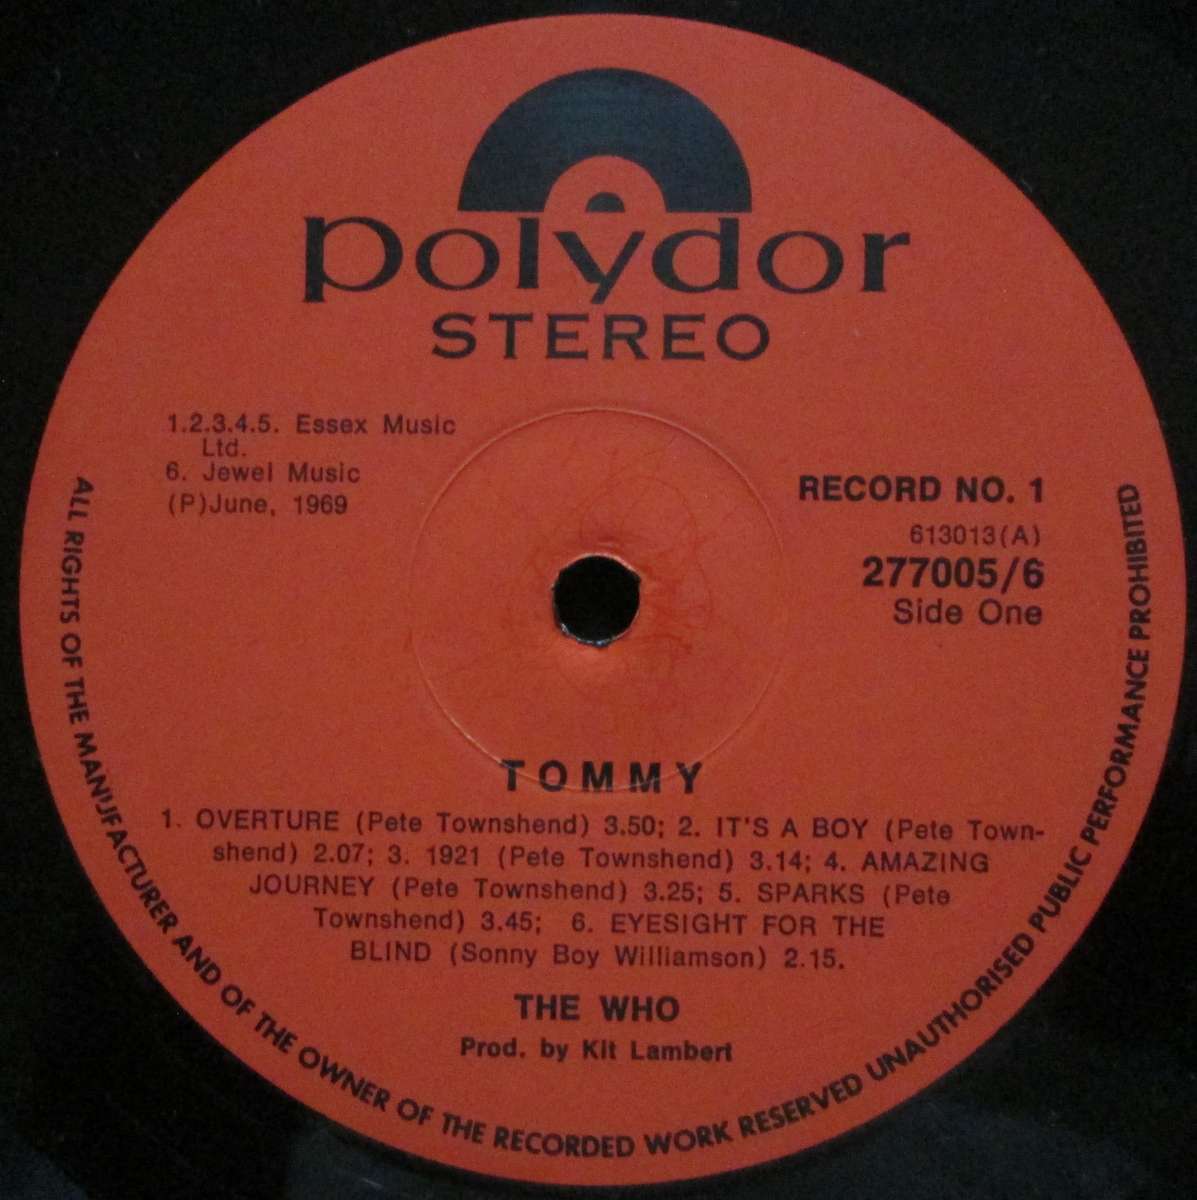 polydor
STEREO
1.2.3.4.5. Essex Music
Ltd.
6. Jewel Music
(P)June, 1969
RECORD NO. 1
613013(A)
277005/6
Side One
TOMMY
1. OVERTURE (Pete Townshend) 3.50; 2. IT'S A BOY (Pete Town-
shend) 2.07; 3. 1921 (Pete Townshend) 3.14; 4. AMAZING
JOURNEY (Pete Townshend) 3.25; 5. SPARKS (Pete
Townshend) 3.45; 6. EYESIGHT FOR THE
BLIND (Sonny Boy Williamson) 2.15.
THE WHO
Prod. by Kit Lambert
ALL RIGHTS OF THE MANUFACTURER AND OF THE OWNER OF THE RECORDED WORK RESERVED UNAUTHORISED PUBLIC PERFORMANCE PROHIBITED